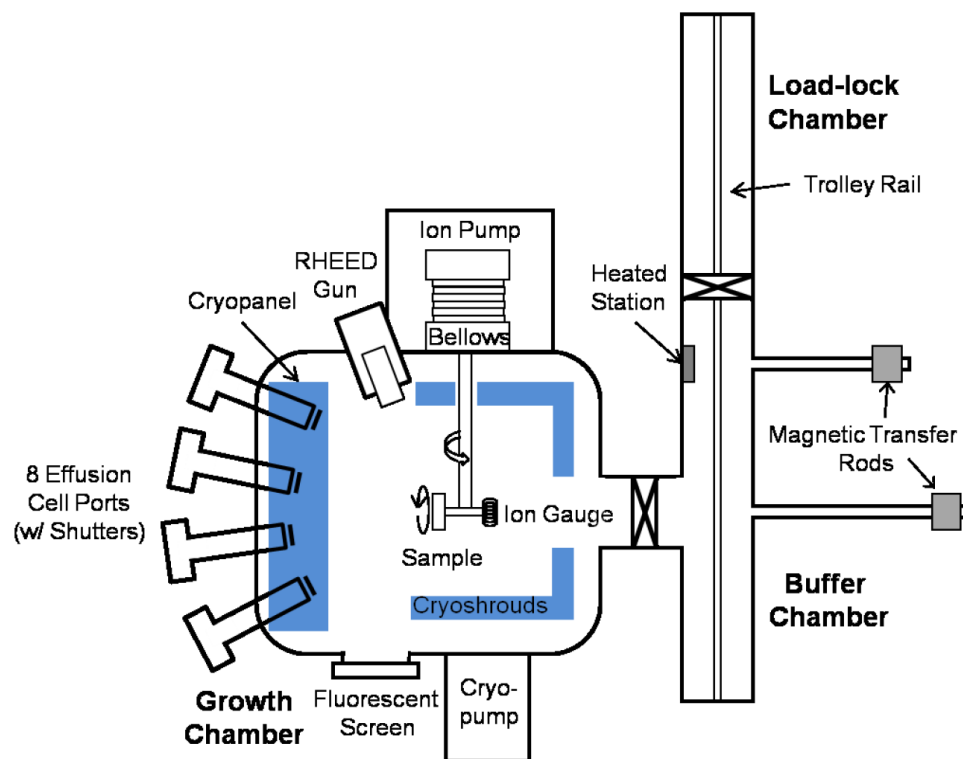 Load-lock
Chamber
Trolley Rail
Ion Pump
RHEED
Gun
Heated
Station
Cryopanel
Bellows
Magnetic Transfer
Rods
8 Effusion
Cell Ports
(w/ Shutters)
Ion Gauge
Sample
Buffer
Chamber
Cryoshrouds
Growth
Chamber
Fluorescent
Screen
Cryo-
pump